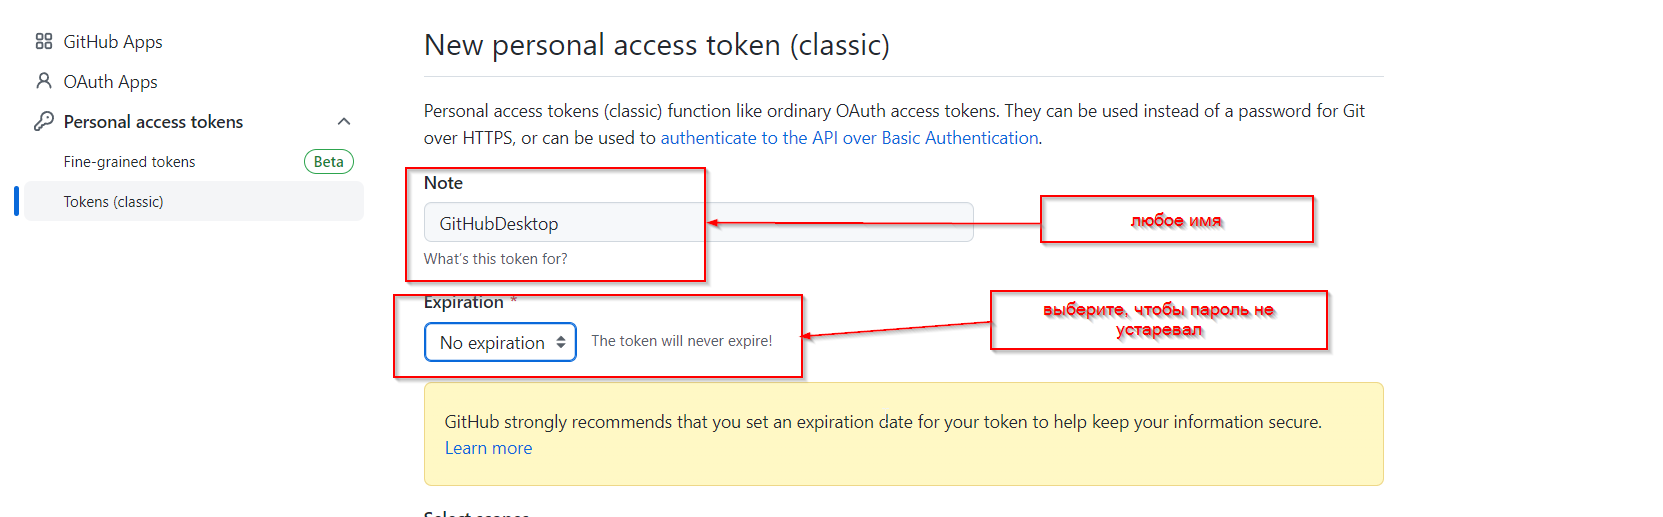 GitHub Apps
OAuth Apps
Personal access tokens
Fine-grained tokens
Beta
Tokens (classic)
New personal access token (classic)
Personal access tokens (classic) function like ordinary OAuth access tokens. They can be used instead of a password for Git
over HTTPS, or can be used to authenticate to the API over Basic Authentication.
Note
GitHubDesktop
любое имя
What's this token for?
Expiration *
No expiration
The token will never expire!
выберите, чтобы пароль не
устаревал
GitHub strongly recommends that you set an expiration date for your token to help keep your information secure.
Learn more
Select scopes